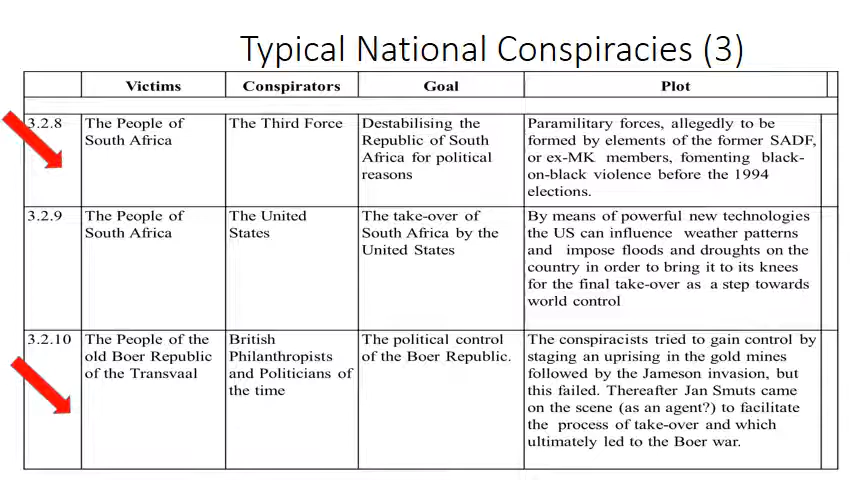 Typical National Conspiracies (3)
Victims
Conspirators
Goal
Plot
3.2.8
The People of
South Africa
The Third Force
Destabilising the
Republic of South
Africa for political
reasons
Paramilitary forces, allegedly to be
formed by elements of the former SADF,
or ex-MK members, fomenting black-
on-black violence before the 1994
elections.
3.2.9
The People of
South Africa
The United
States
The take-over of
South Africa by the
United States
By means of powerful new technologies
the US can influence weather patterns
and impose floods and droughts on the
country in order to bring it to its knees
for the final take-over as a step towards
world control
3.2.10
The People of the
old Boer Republic
of the Transvaal
British
Philanthropists
and Politicians of
the time
The political control
of the Boer Republic.
The conspiracists tried to gain control by
staging an uprising in the gold mines
followed by the Jameson invasion, but
this failed. Thereafter Jan Smuts came
on the scene (as an agent?) to facilitate
the process of take-over and which
ultimately led to the Boer war.